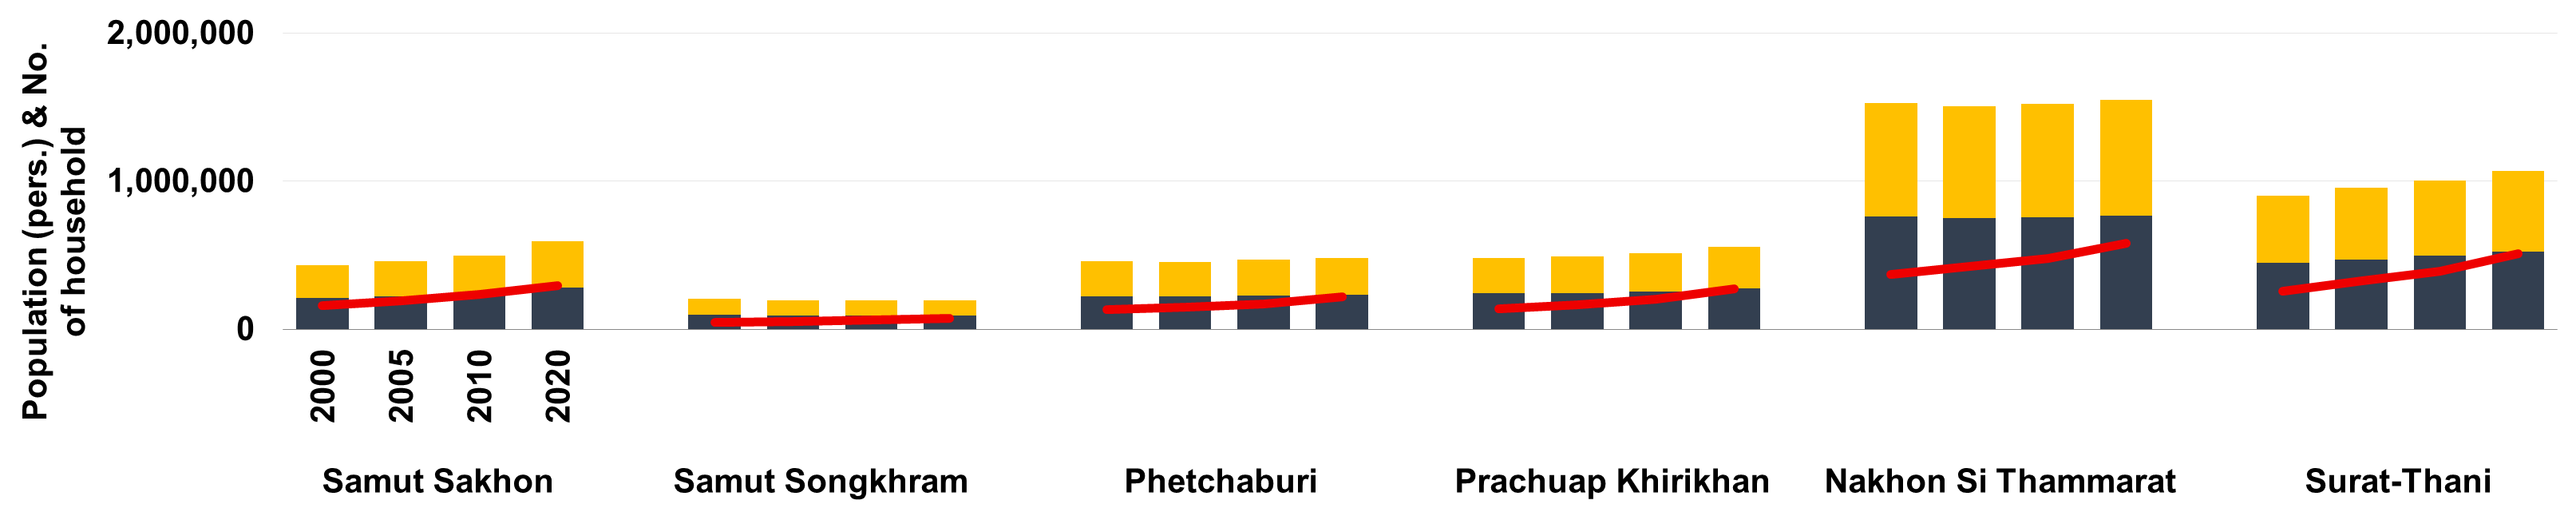 Population (pers.) & No.
of household
2,000,000
1,000,000
0
2000
2005
2010
2020
Samut Sakhon
Samut Songkhram
Phetchaburi
Prachuap Khirikhan
Nakhon Si Thammarat
Surat-Thani